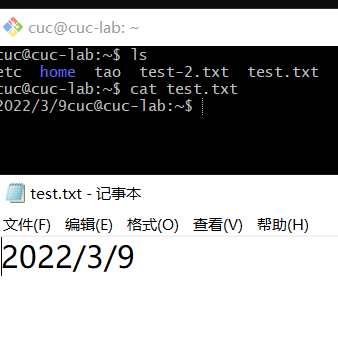 cuc@cuc-lab: ~
cuc@cuc-lab:~$ ls
etc  home  tao  test-2.txt  test.txt
cuc@cuc-lab:~$ cat test.txt
2022/3/9cuc@cuc-lab:~$
test.txt - 记事本
文件(F)  编辑(E)  格式(O)  查看(V)  帮助(H)
2022/3/9